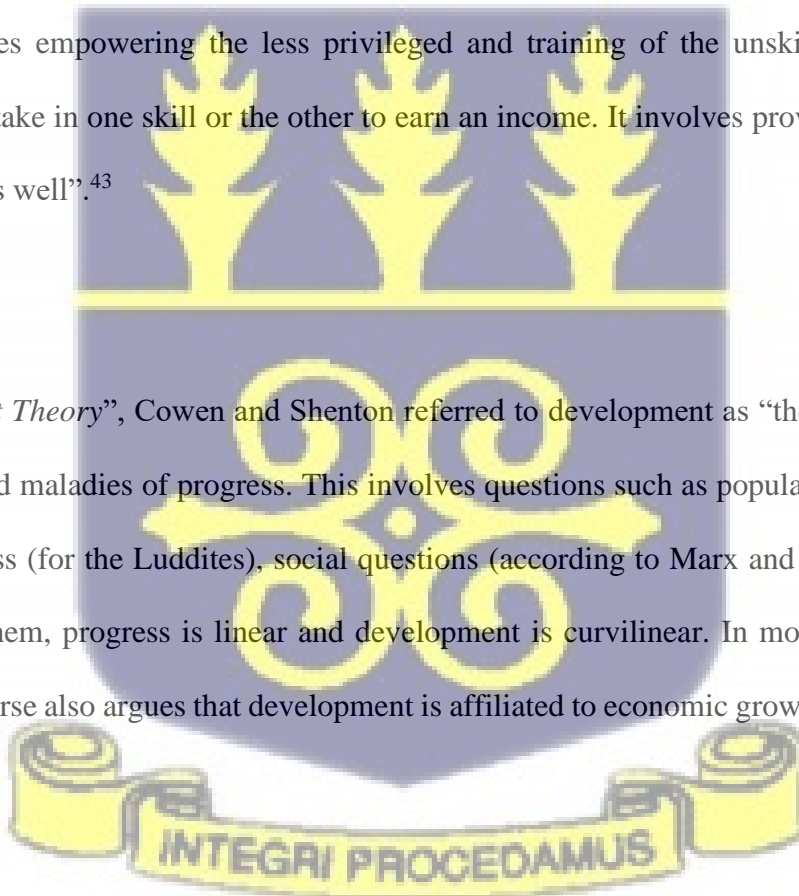 es empowering the less privileged and training of the unski
take in one skill or the other to earn an income. It involves prov
s well”.43
t Theory”, Cowen and Shenton referred to development as “the
d maladies of progress. This involves questions such as popula
ss (for the Luddites), social questions (according to Marx and
hem, progress is linear and development is curvilinear. In mo
rse also argues that development is affiliated to economic grow
INTEGRI PROCEDAMUS